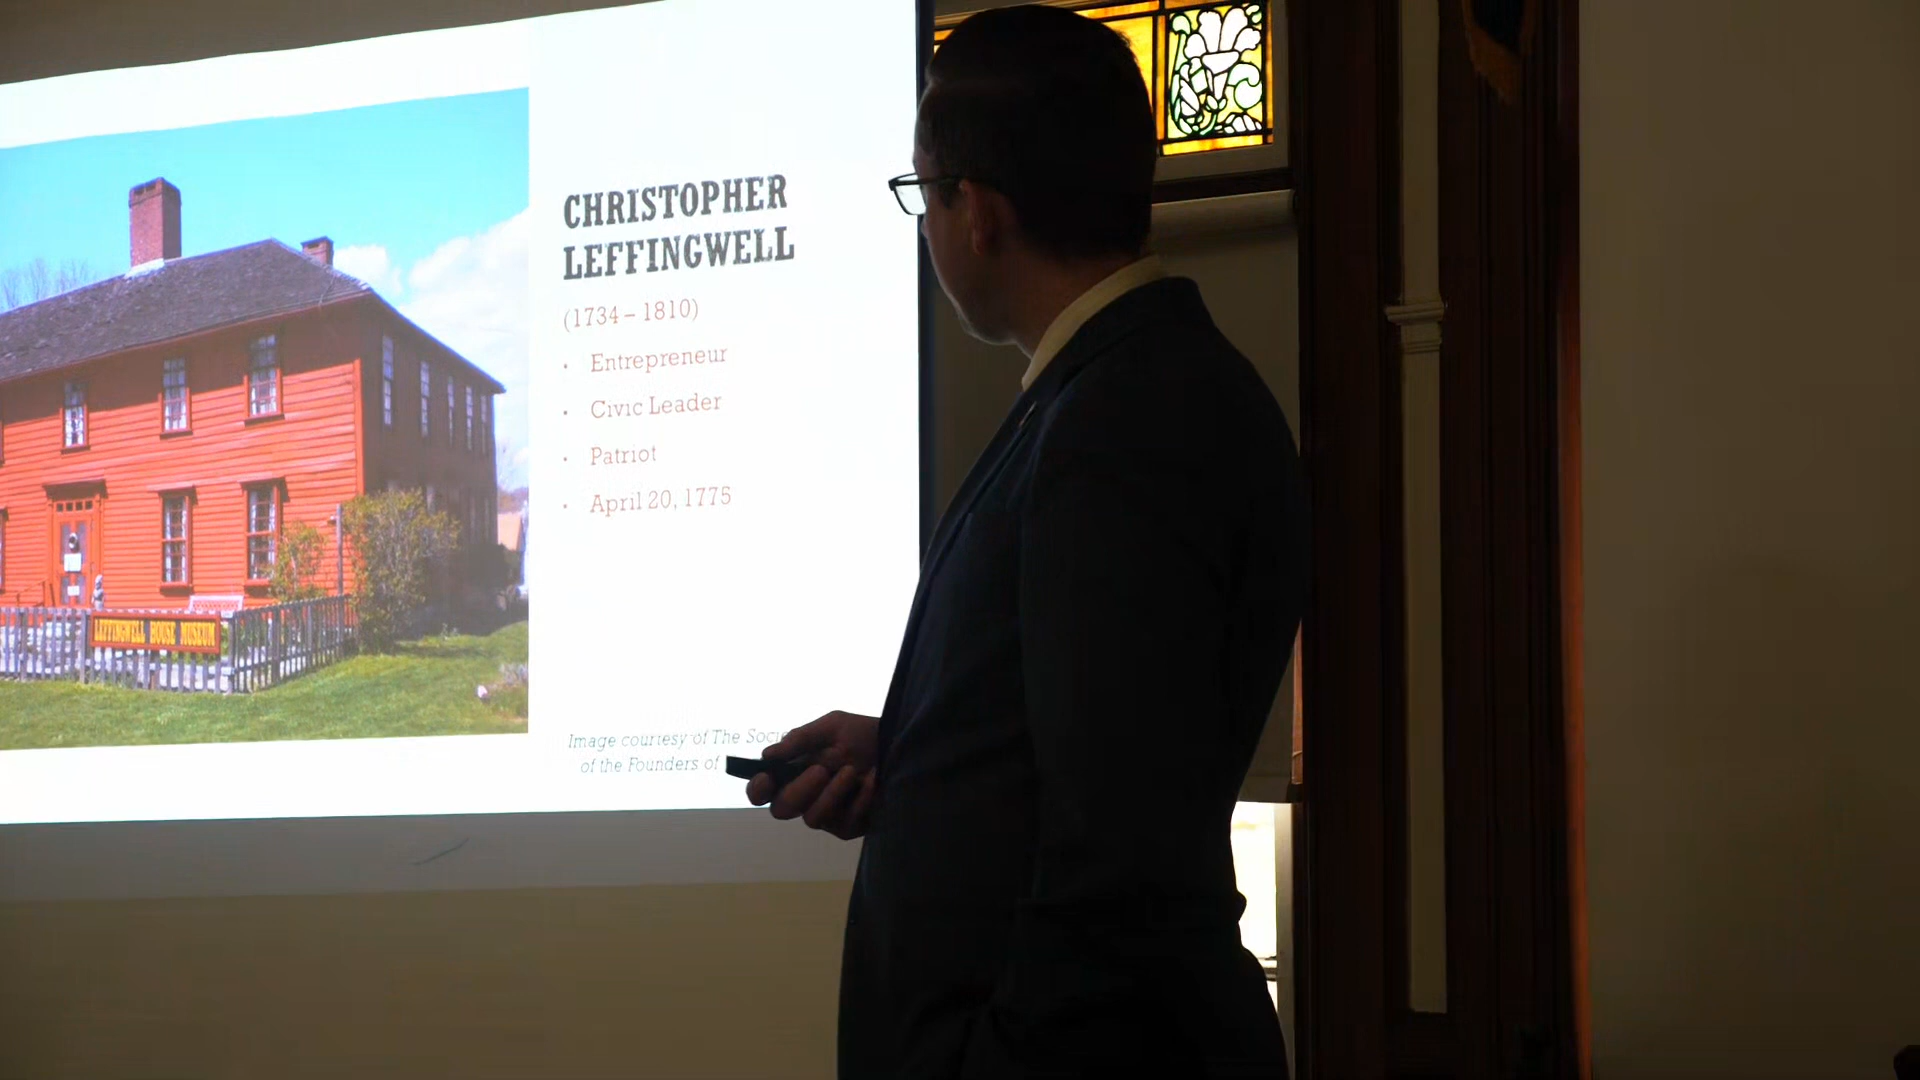 CHRISTOPHER
LEFFINGWELL
(1734 – 1810)
• Entrepreneur
• Civic Leader
• Patriot
• April 20, 1775
LEFFINGWELL HOUSE MUSEUM
Image courtesy of The
of the Founders of